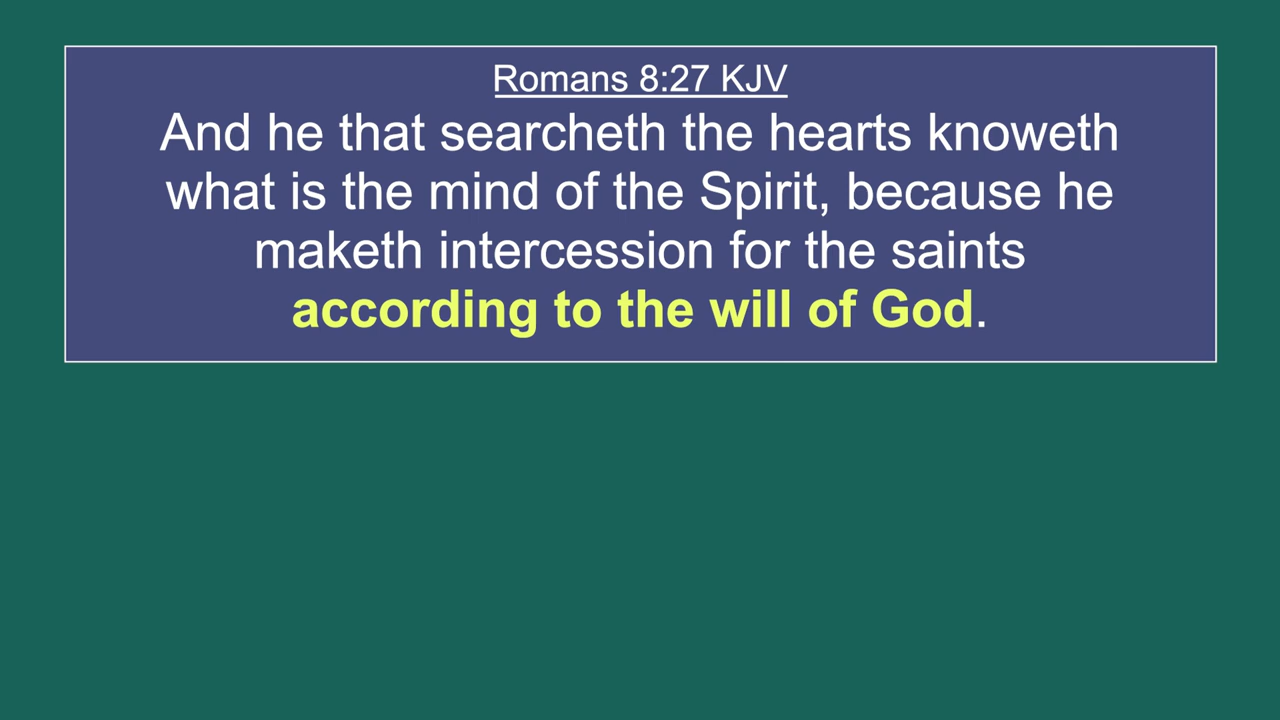 Romans 8:27 KJV
And he that searcheth the hearts knoweth
what is the mind of the Spirit, because he
maketh intercession for the saints
according to the will of God.